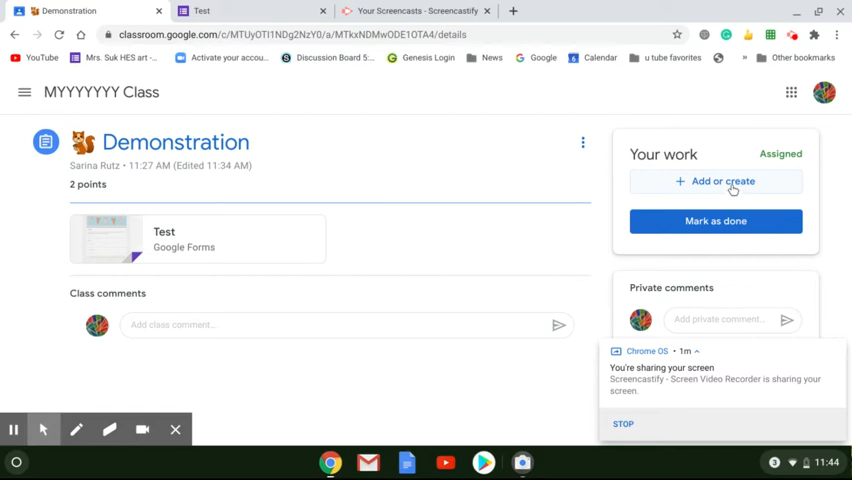 Demonstration
Test
Your Screencasts - Screencastify
classroom.google.com/c/MTUyOTI1NDg2NzY0/a/MTkxNDMwODE1OTA4/details
YouTube
Mrs. Suk HES art -...
Activate your accou...
Discussion Board 5:...
Genesis Login
News
Google
Calendar
u tube favorites
»
Other bookmarks
MYYYYYYY Class
Demonstration
Sarina Rutz • 11:27 AM (Edited 11:34 AM)
2 points
Test
Google Forms
Class comments
Add class comment...
Your work
Assigned
+ Add or create
Mark as done
Private comments
Add private comment...
Chrome OS • 1m
You're sharing your screen
Screencastify - Screen Video Recorder is sharing your
screen.
STOP
3
11:44